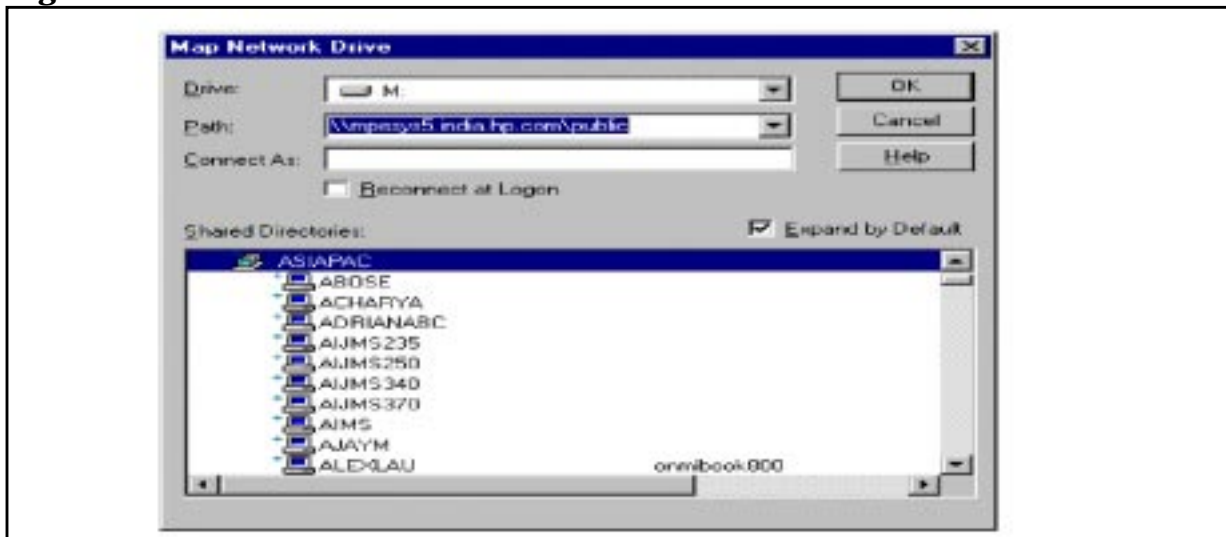 Map Network Drive
Drive: M: OK
Path: \\mpesys5.india.hp.com\public Cancel
Connect As: Help
Reconnect at Logon
Shared Directories: Expand by Default
ASIAPAC
ABOSE
ACHARYA
ADRIANABC
AIJMS235
AIJMS250
AIJMS340
AIJMS370
AIMS
AJAYM
ALEXLAU onmibook800